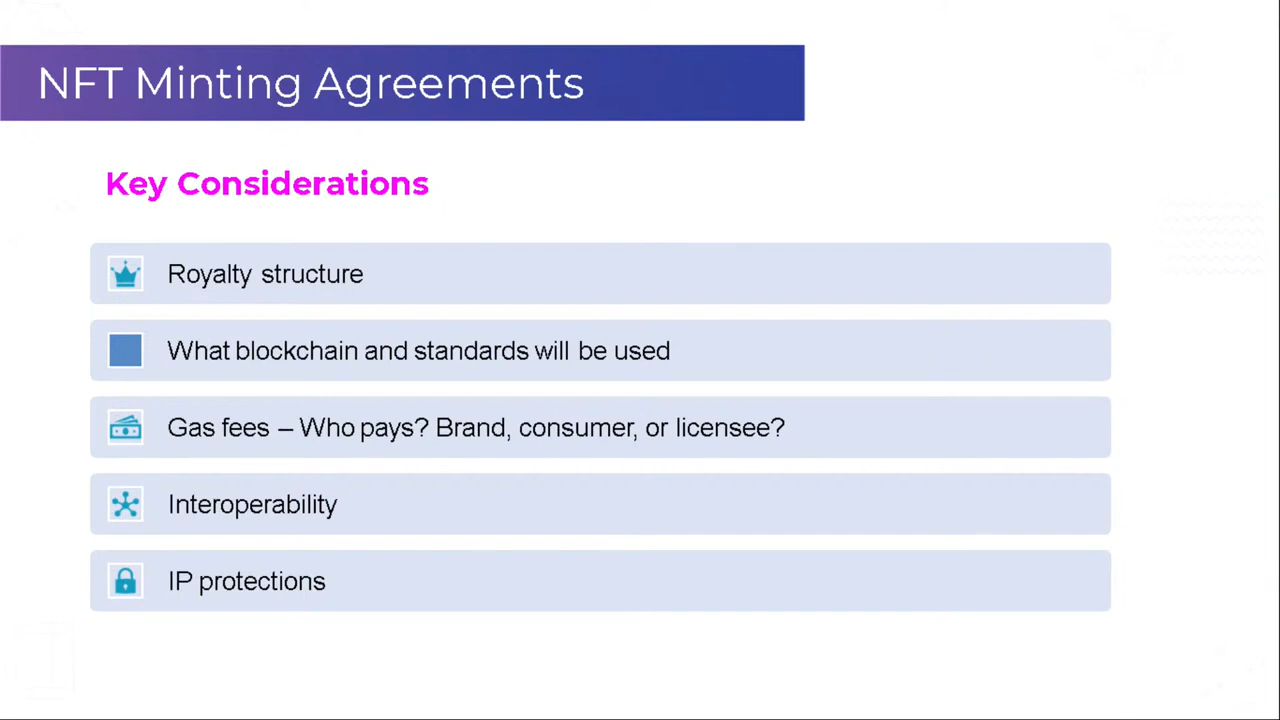 NFT Minting Agreements
Key Considerations
Royalty structure
What blockchain and standards will be used
Gas fees – Who pays? Brand, consumer, or licensee?
Interoperability
IP protections